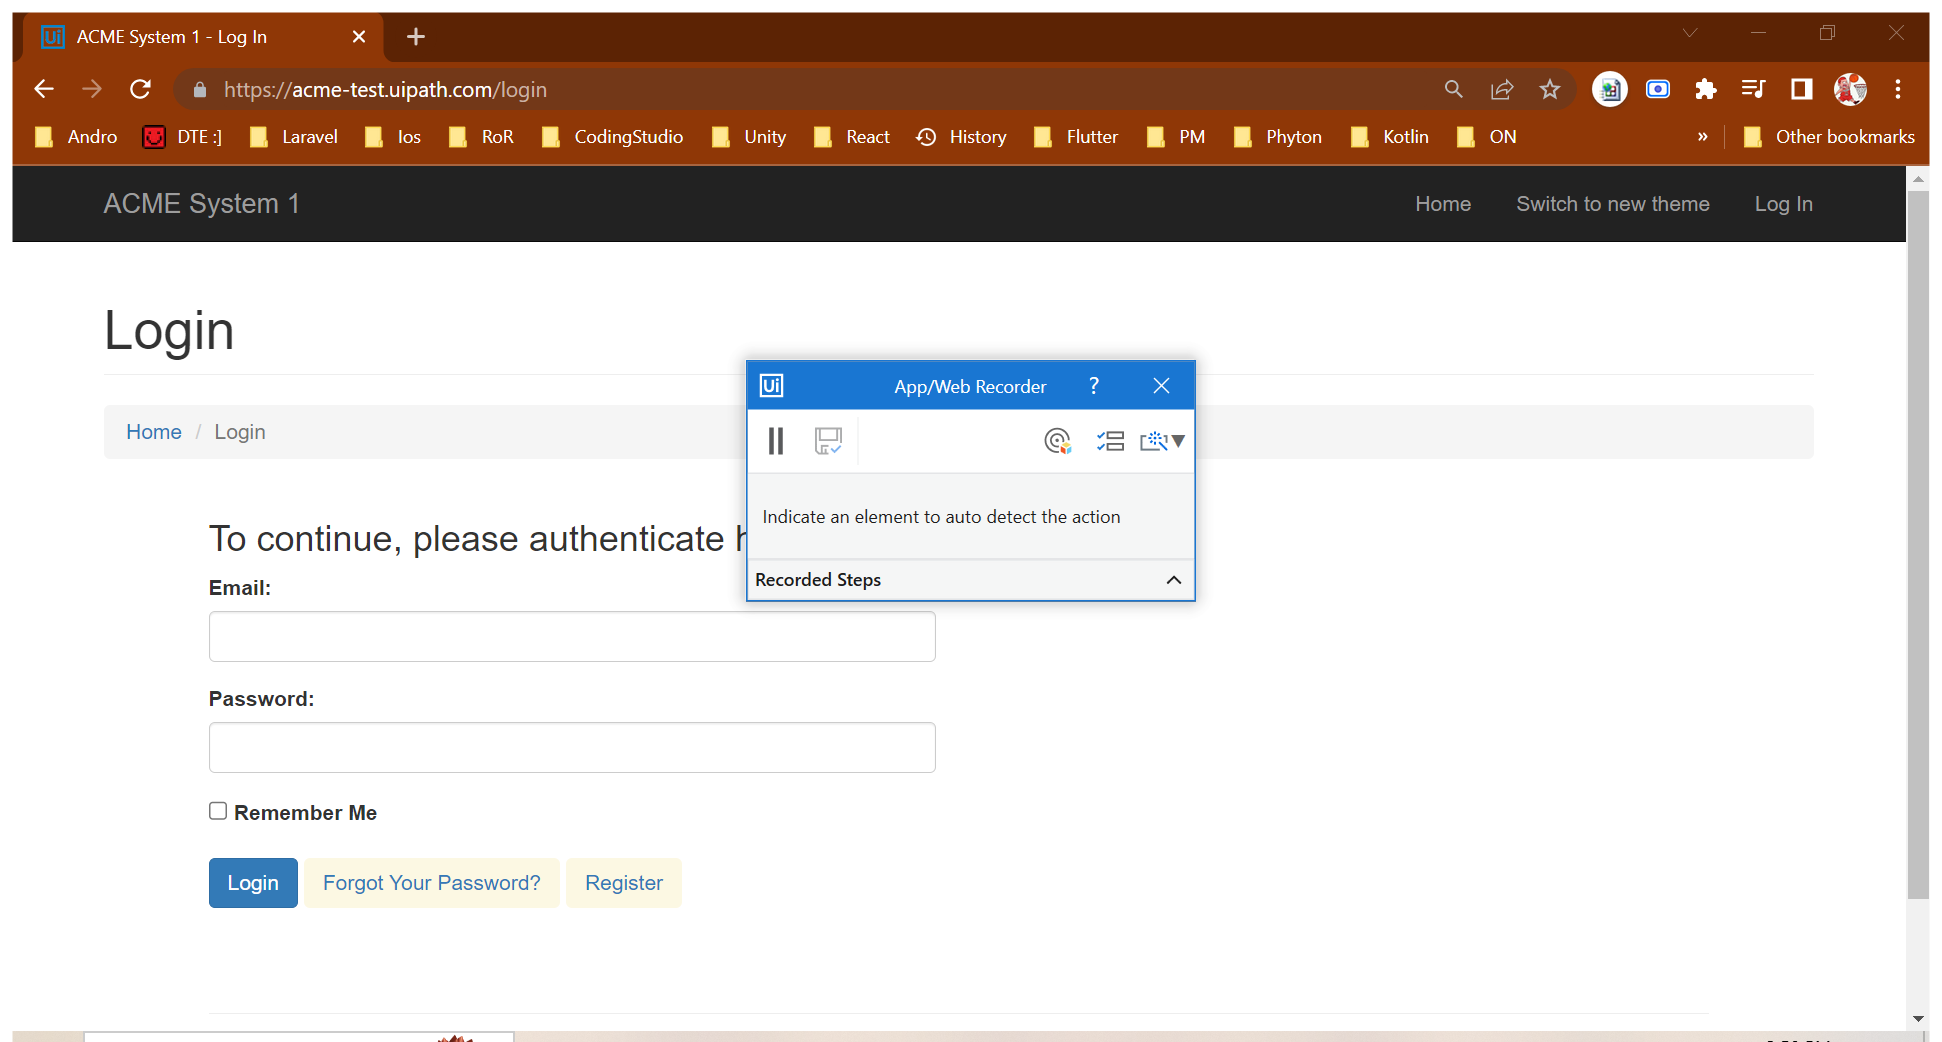 Ui ACME System 1 - Log In
https://acme-test.uipath.com/login
Andro DTE :] Laravel Ios RoR CodingStudio Unity React History Flutter PM Phyton Kotlin ON » Other bookmarks
ACME System 1 Home Switch to new theme Log In
Login
Ui App/Web Recorder ?
Home / Login
Indicate an element to auto detect the action
To continue, please authenticate
Recorded Steps
Email:
Password:
Remember Me
Login Forgot Your Password? Register